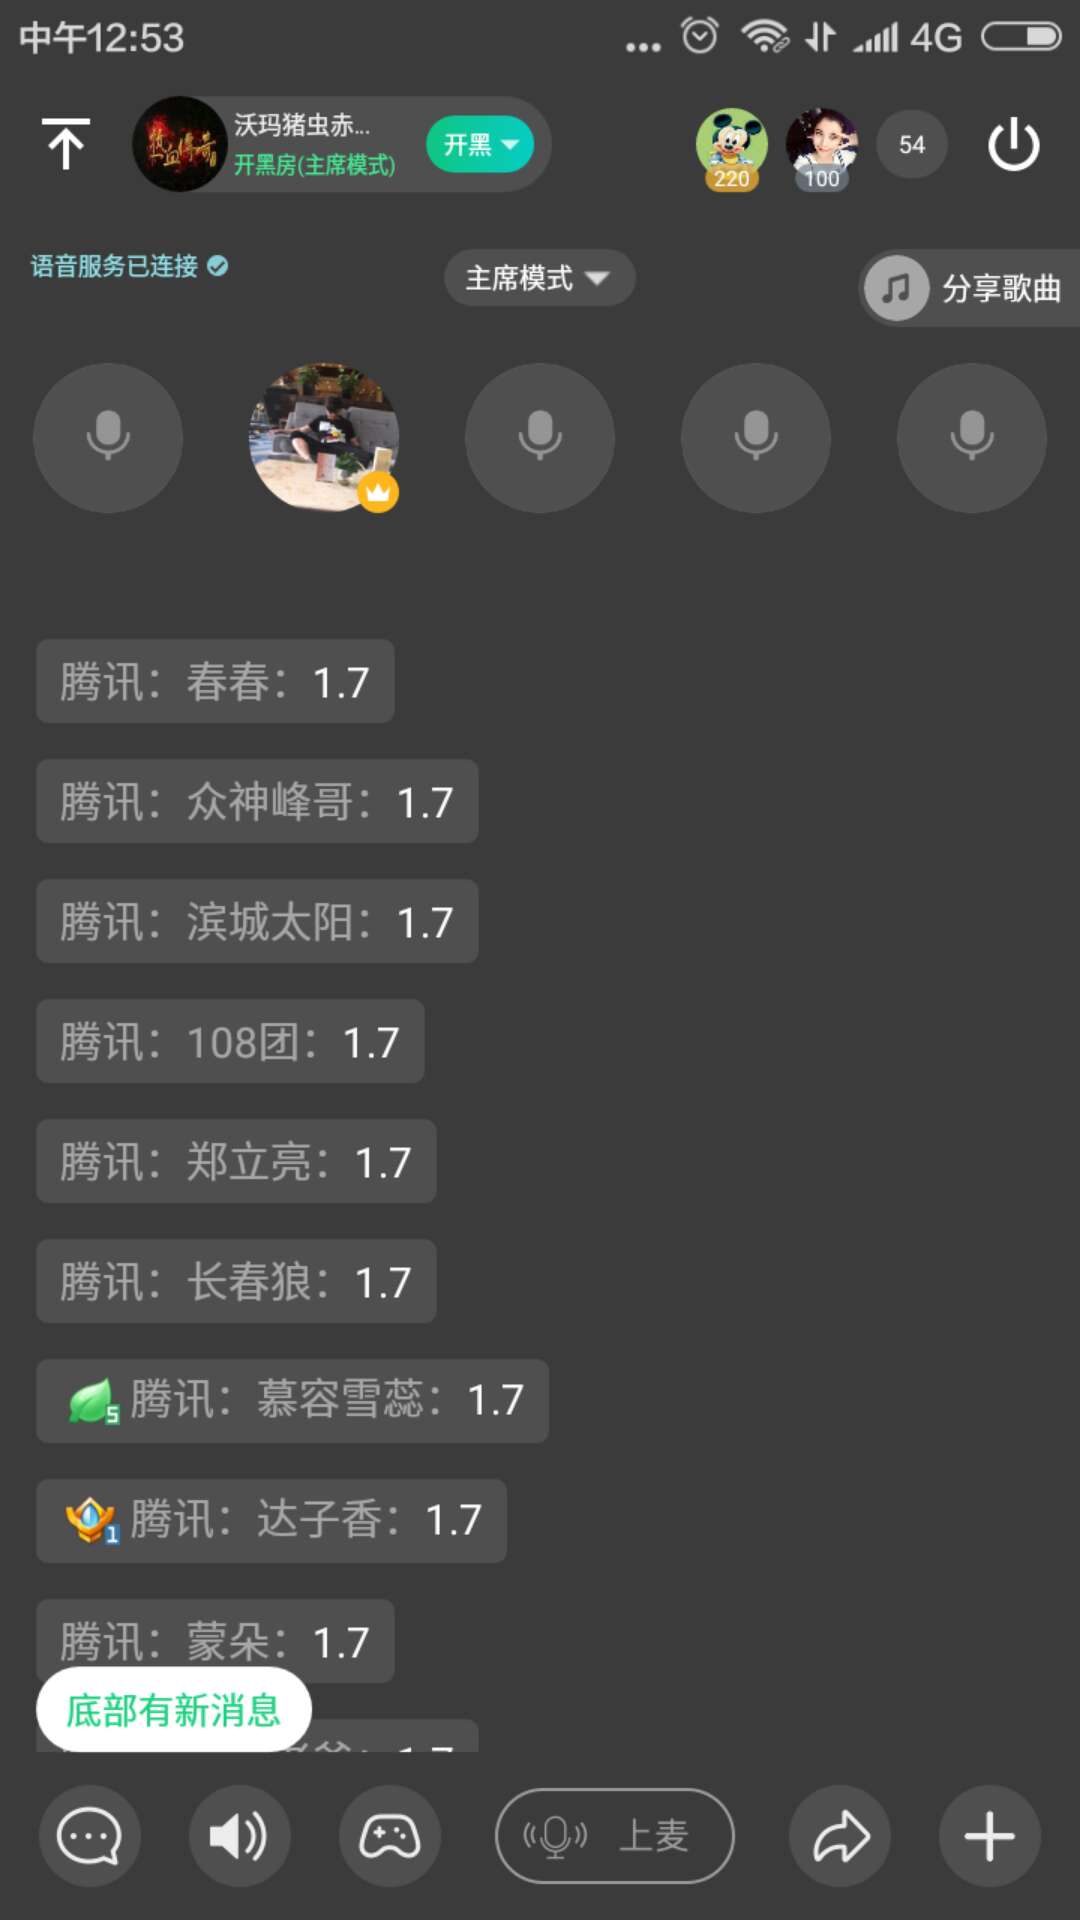 中午12:53
4G
热血传奇
沃玛猪虫赤...
开黑房(主席模式)
开黑
220
100
54
语音服务已连接
主席模式
分享歌曲
腾讯：春春：1.7
腾讯：众神峰哥：1.7
腾讯：滨城太阳：1.7
腾讯：108团：1.7
腾讯：郑立亮：1.7
腾讯：长春狼：1.7
5 腾讯：慕容雪蕊：1.7
1 腾讯：达子香：1.7
腾讯：蒙朵：1.7
底部有新消息
上麦